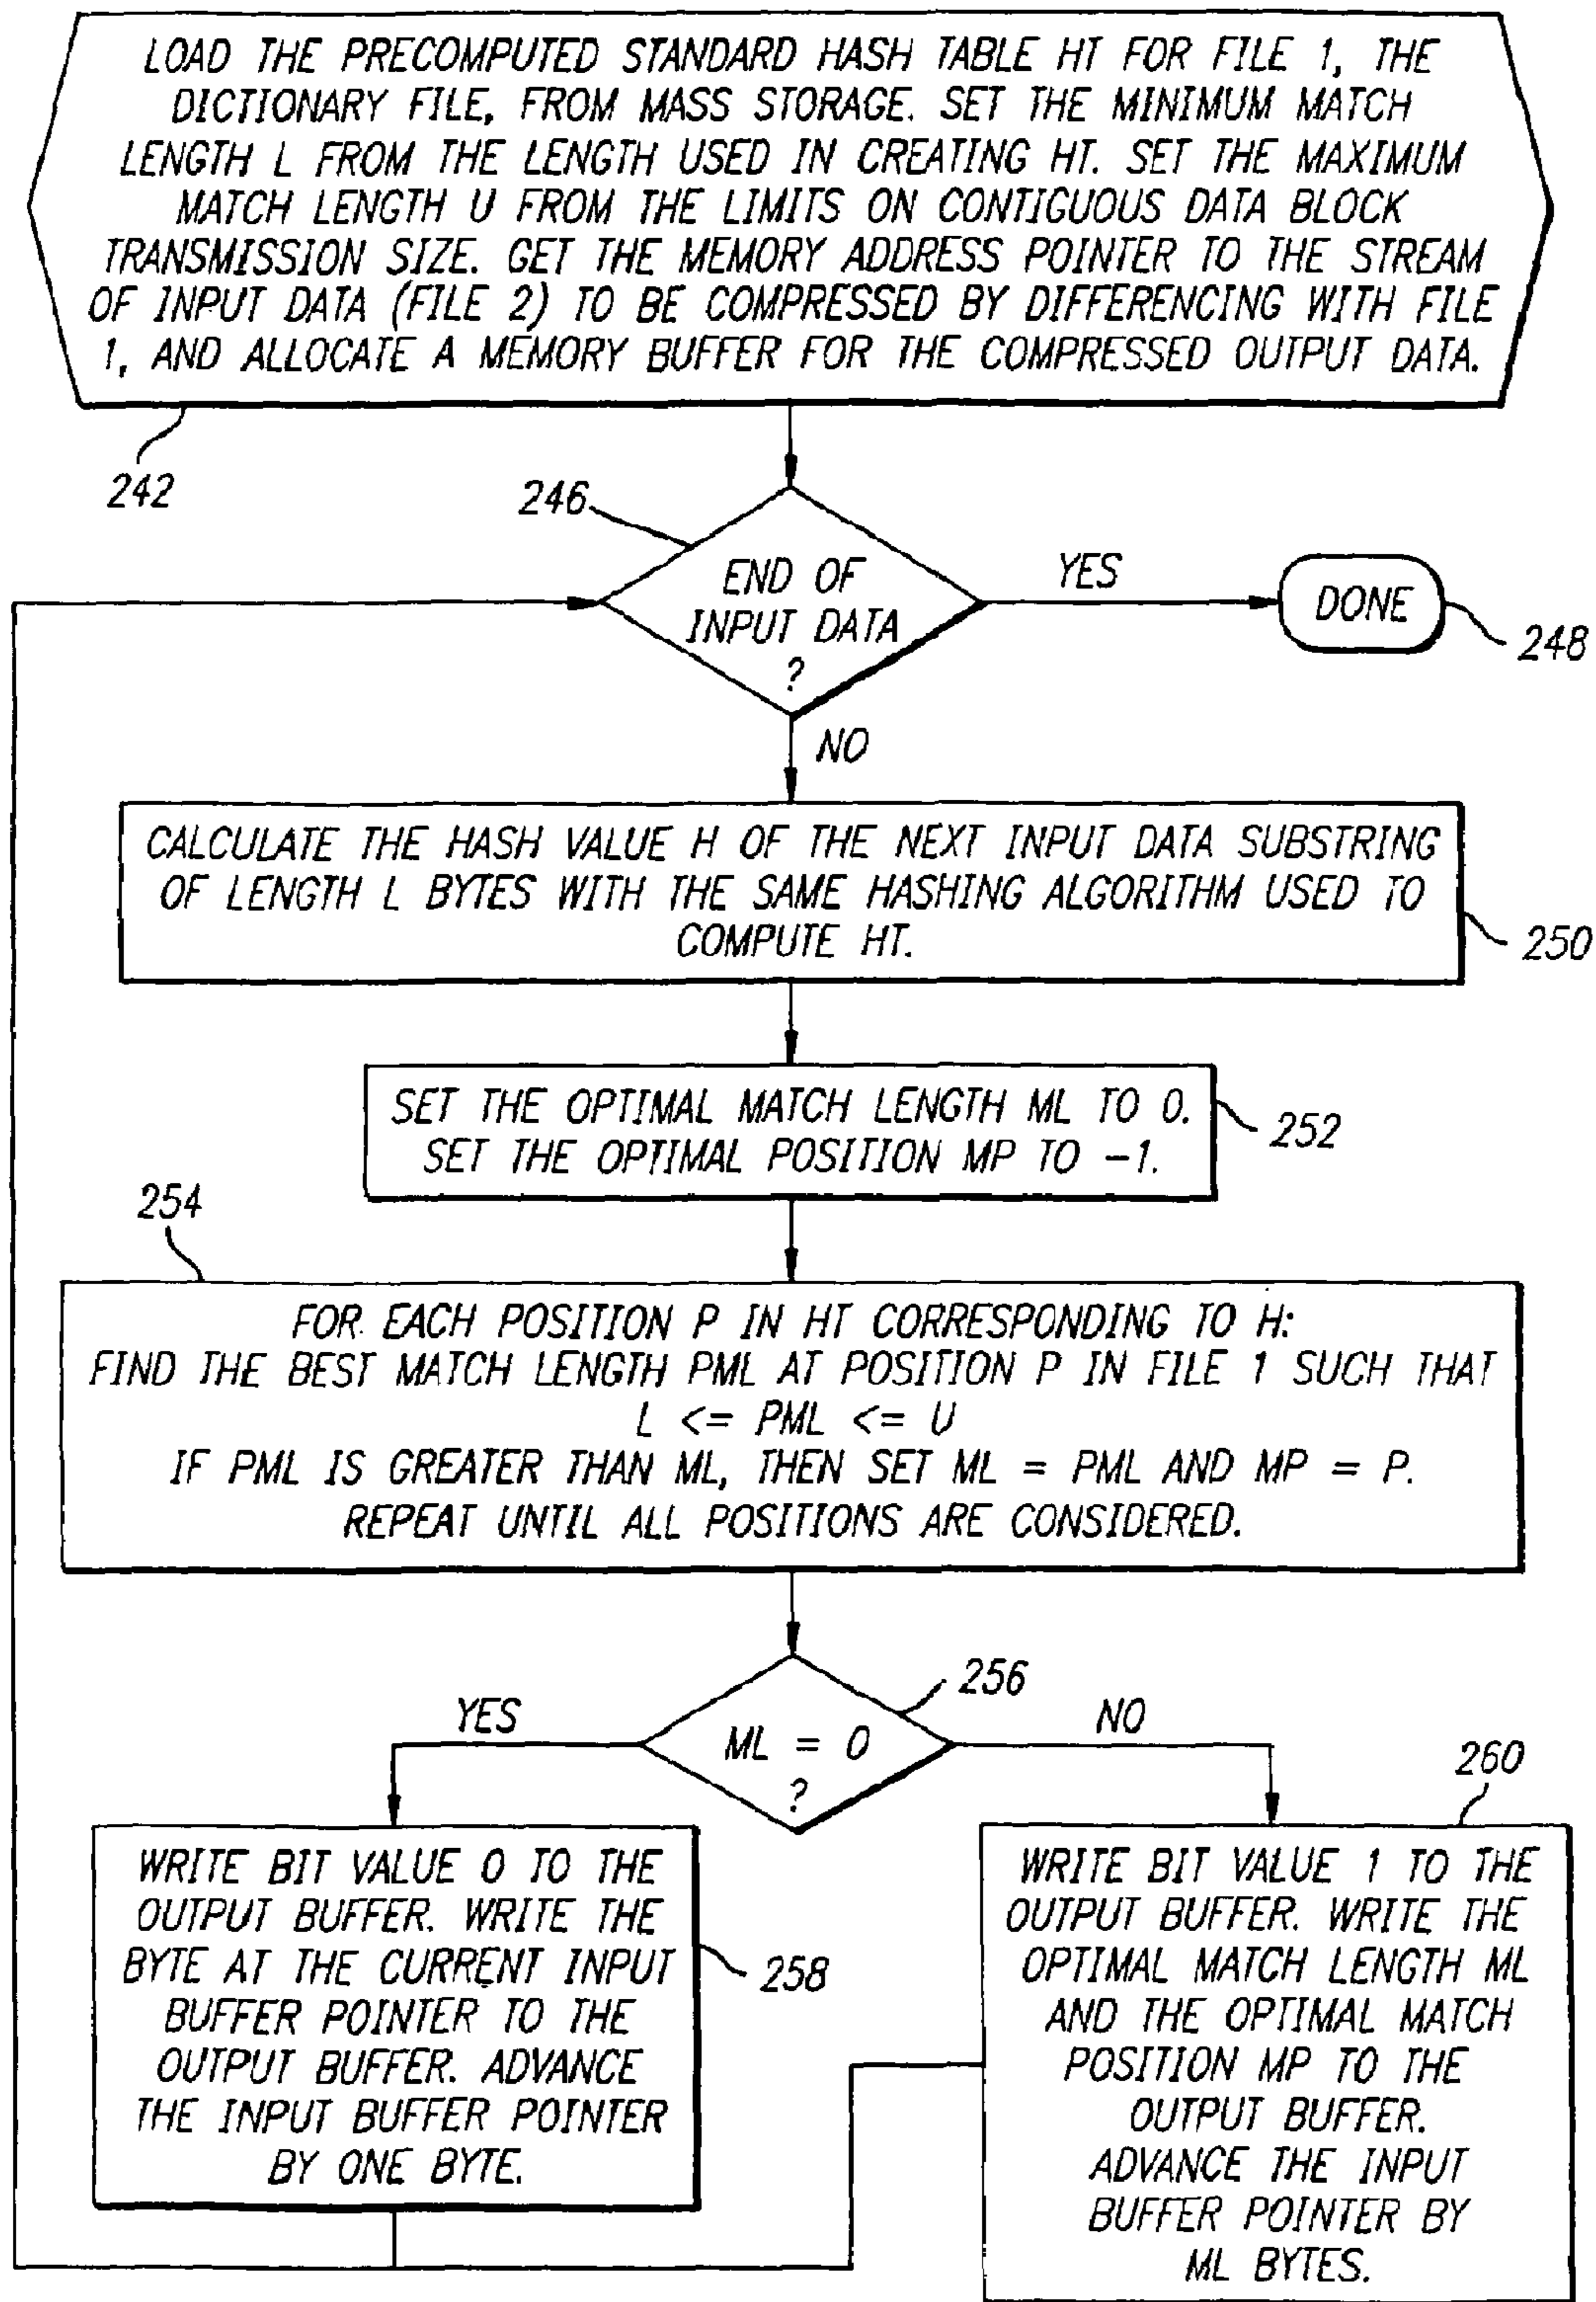 LOAD THE PRECOMPUTED STANDARD HASH TABLE HT FOR FILE 1, THE
DICTIONARY FILE, FROM MASS STORAGE. SET THE MINIMUM MATCH
LENGTH L FROM THE LENGTH USED IN CREATING HT. SET THE MAXIMUM
MATCH LENGTH U FROM THE LIMITS ON CONTIGUOUS DATA BLOCK
TRANSMISSION SIZE. GET THE MEMORY ADDRESS POINTER TO THE STREAM
OF INPUT DATA (FILE 2) TO BE COMPRESSED BY DIFFERENCING WITH FILE
1, AND ALLOCATE A MEMORY BUFFER FOR THE COMPRESSED OUTPUT DATA.
242
246
END OF
INPUT DATA
?
YES
DONE
248
NO
CALCULATE THE HASH VALUE H OF THE NEXT INPUT DATA SUBSTRING
OF LENGTH L BYTES WITH THE SAME HASHING ALGORITHM USED TO
COMPUTE HT.
250
SET THE OPTIMAL MATCH LENGTH ML TO 0.
SET THE OPTIMAL POSITION MP TO -1.
252
254
FOR EACH POSITION P IN HT CORRESPONDING TO H:
FIND THE BEST MATCH LENGTH PML AT POSITION P IN FILE 1 SUCH THAT
L <= PML <= U
IF PML IS GREATER THAN ML, THEN SET ML = PML AND MP = P.
REPEAT UNTIL ALL POSITIONS ARE CONSIDERED.
256
YES
ML = 0
?
NO
260
WRITE BIT VALUE 0 TO THE
OUTPUT BUFFER. WRITE THE
BYTE AT THE CURRENT INPUT
BUFFER POINTER TO THE
OUTPUT BUFFER. ADVANCE
THE INPUT BUFFER POINTER
BY ONE BYTE.
258
WRITE BIT VALUE 1 TO THE
OUTPUT BUFFER. WRITE THE
OPTIMAL MATCH LENGTH ML
AND THE OPTIMAL MATCH
POSITION MP TO THE
OUTPUT BUFFER.
ADVANCE THE INPUT
BUFFER POINTER BY
ML BYTES.